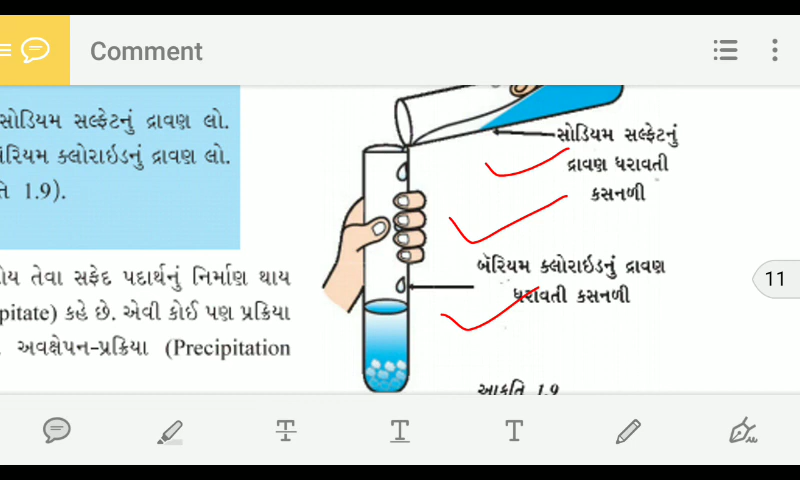 Comment
સોડિયમ સલ્ફેટનું દ્રાવણ લો.
ક્લોરાઇડનું દ્રાવણ લો.
1.9).
તેવા સફેદ પદાર્થનું નિર્માણ થાય
pitate) કહે છે. એવી કોઈ પણ પ્રક્રિયા
અવક્ષેપન-પ્રક્રિયા (Precipitation
સોડિયમ સલ્ફેટનું
દ્રાવણ ધરાવતી
કસનળી
બેરિયમ ક્લોરાઇડનું દ્રાવણ
ધરાવતી કસનળી
આકૃતિ 1.9
11
T
T
T